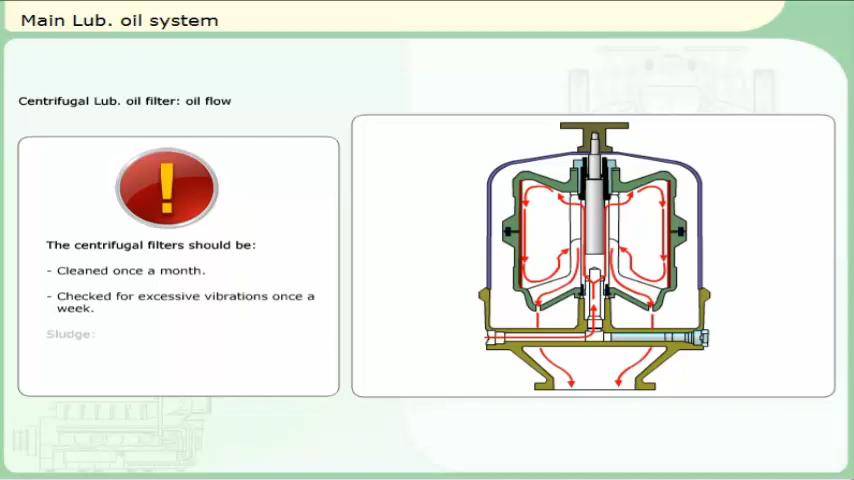 Main Lub. oil system
Centrifugal Lub. oil filter: oil flow
The centrifugal filters should be:
- Cleaned once a month.
- Checked for excessive vibrations once a
week.
Sludge: